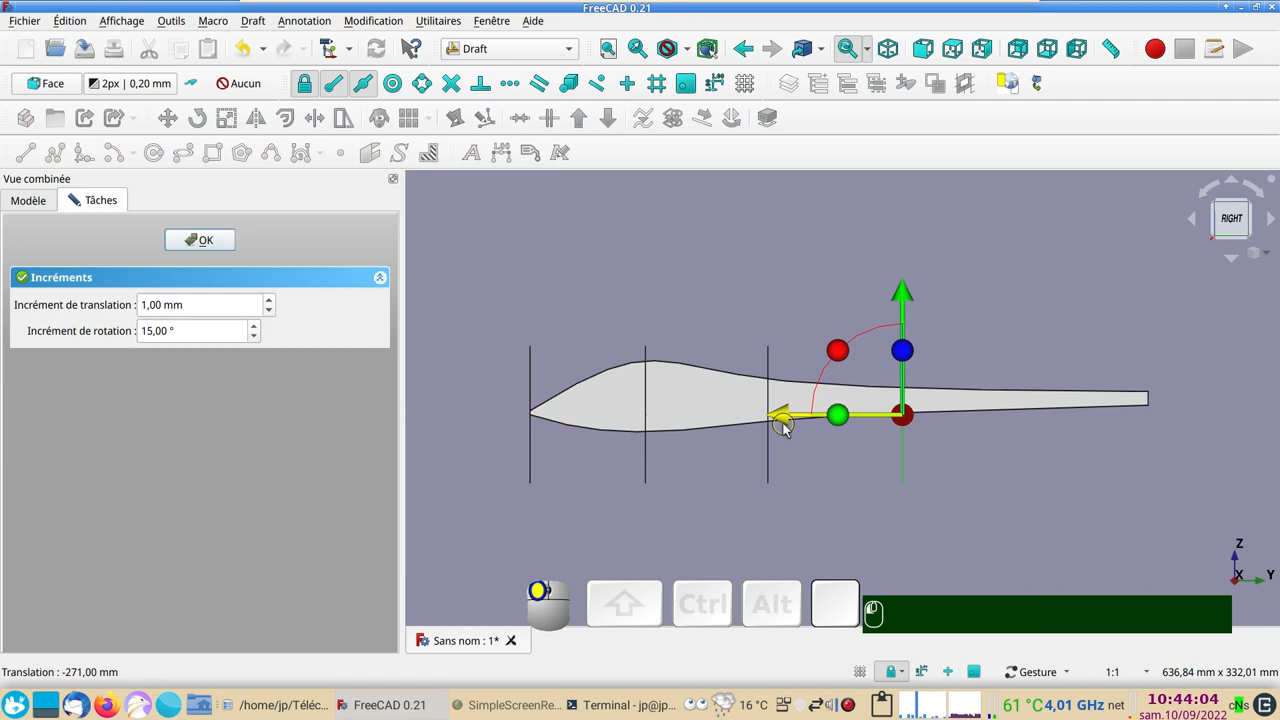 FreeCAD 0.21
Fichier Édition Affichage Outils Macro Draft Annotation Modification Utilitaires Fenêtre Aide
Draft
Face 2px | 0,20 mm Aucun
Vue combinée
Modèle Tâches
OK
Incréments
Incrément de translation : 1,00 mm
Incrément de rotation : 15,00 °
RIGHT
Z
X Y
Ctrl Alt
Sans nom : 1*
Translation : -271,00 mm
Gesture 1:1 636,84 mm x 332,01 mm
/home/jp/Téléc... FreeCAD 0.21 SimpleScreenRe... Terminal - jp@jp... 16 °C 61 °C 4,01 GHz net 10:44:04
sam.10/09/2022